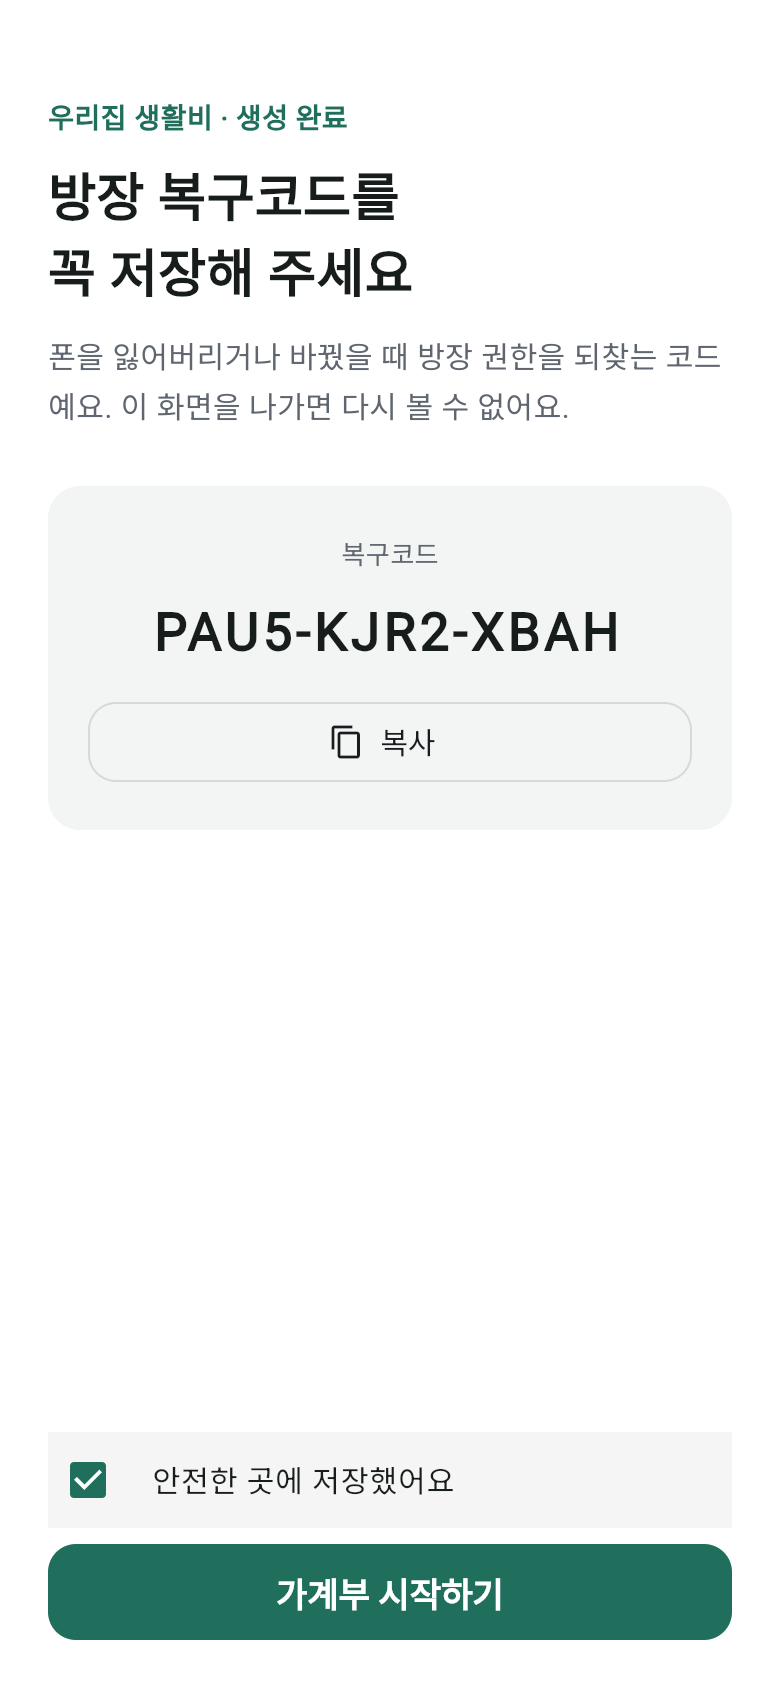 우리집 생활비 · 생성 완료
방장 복구코드를
꼭 저장해 주세요
폰을 잃어버리거나 바꿨을 때 방장 권한을 되찾는 코드
예요. 이 화면을 나가면 다시 볼 수 없어요.
복구코드
PAU5-KJR2-XBAH
복사
안전한 곳에 저장했어요
가계부 시작하기